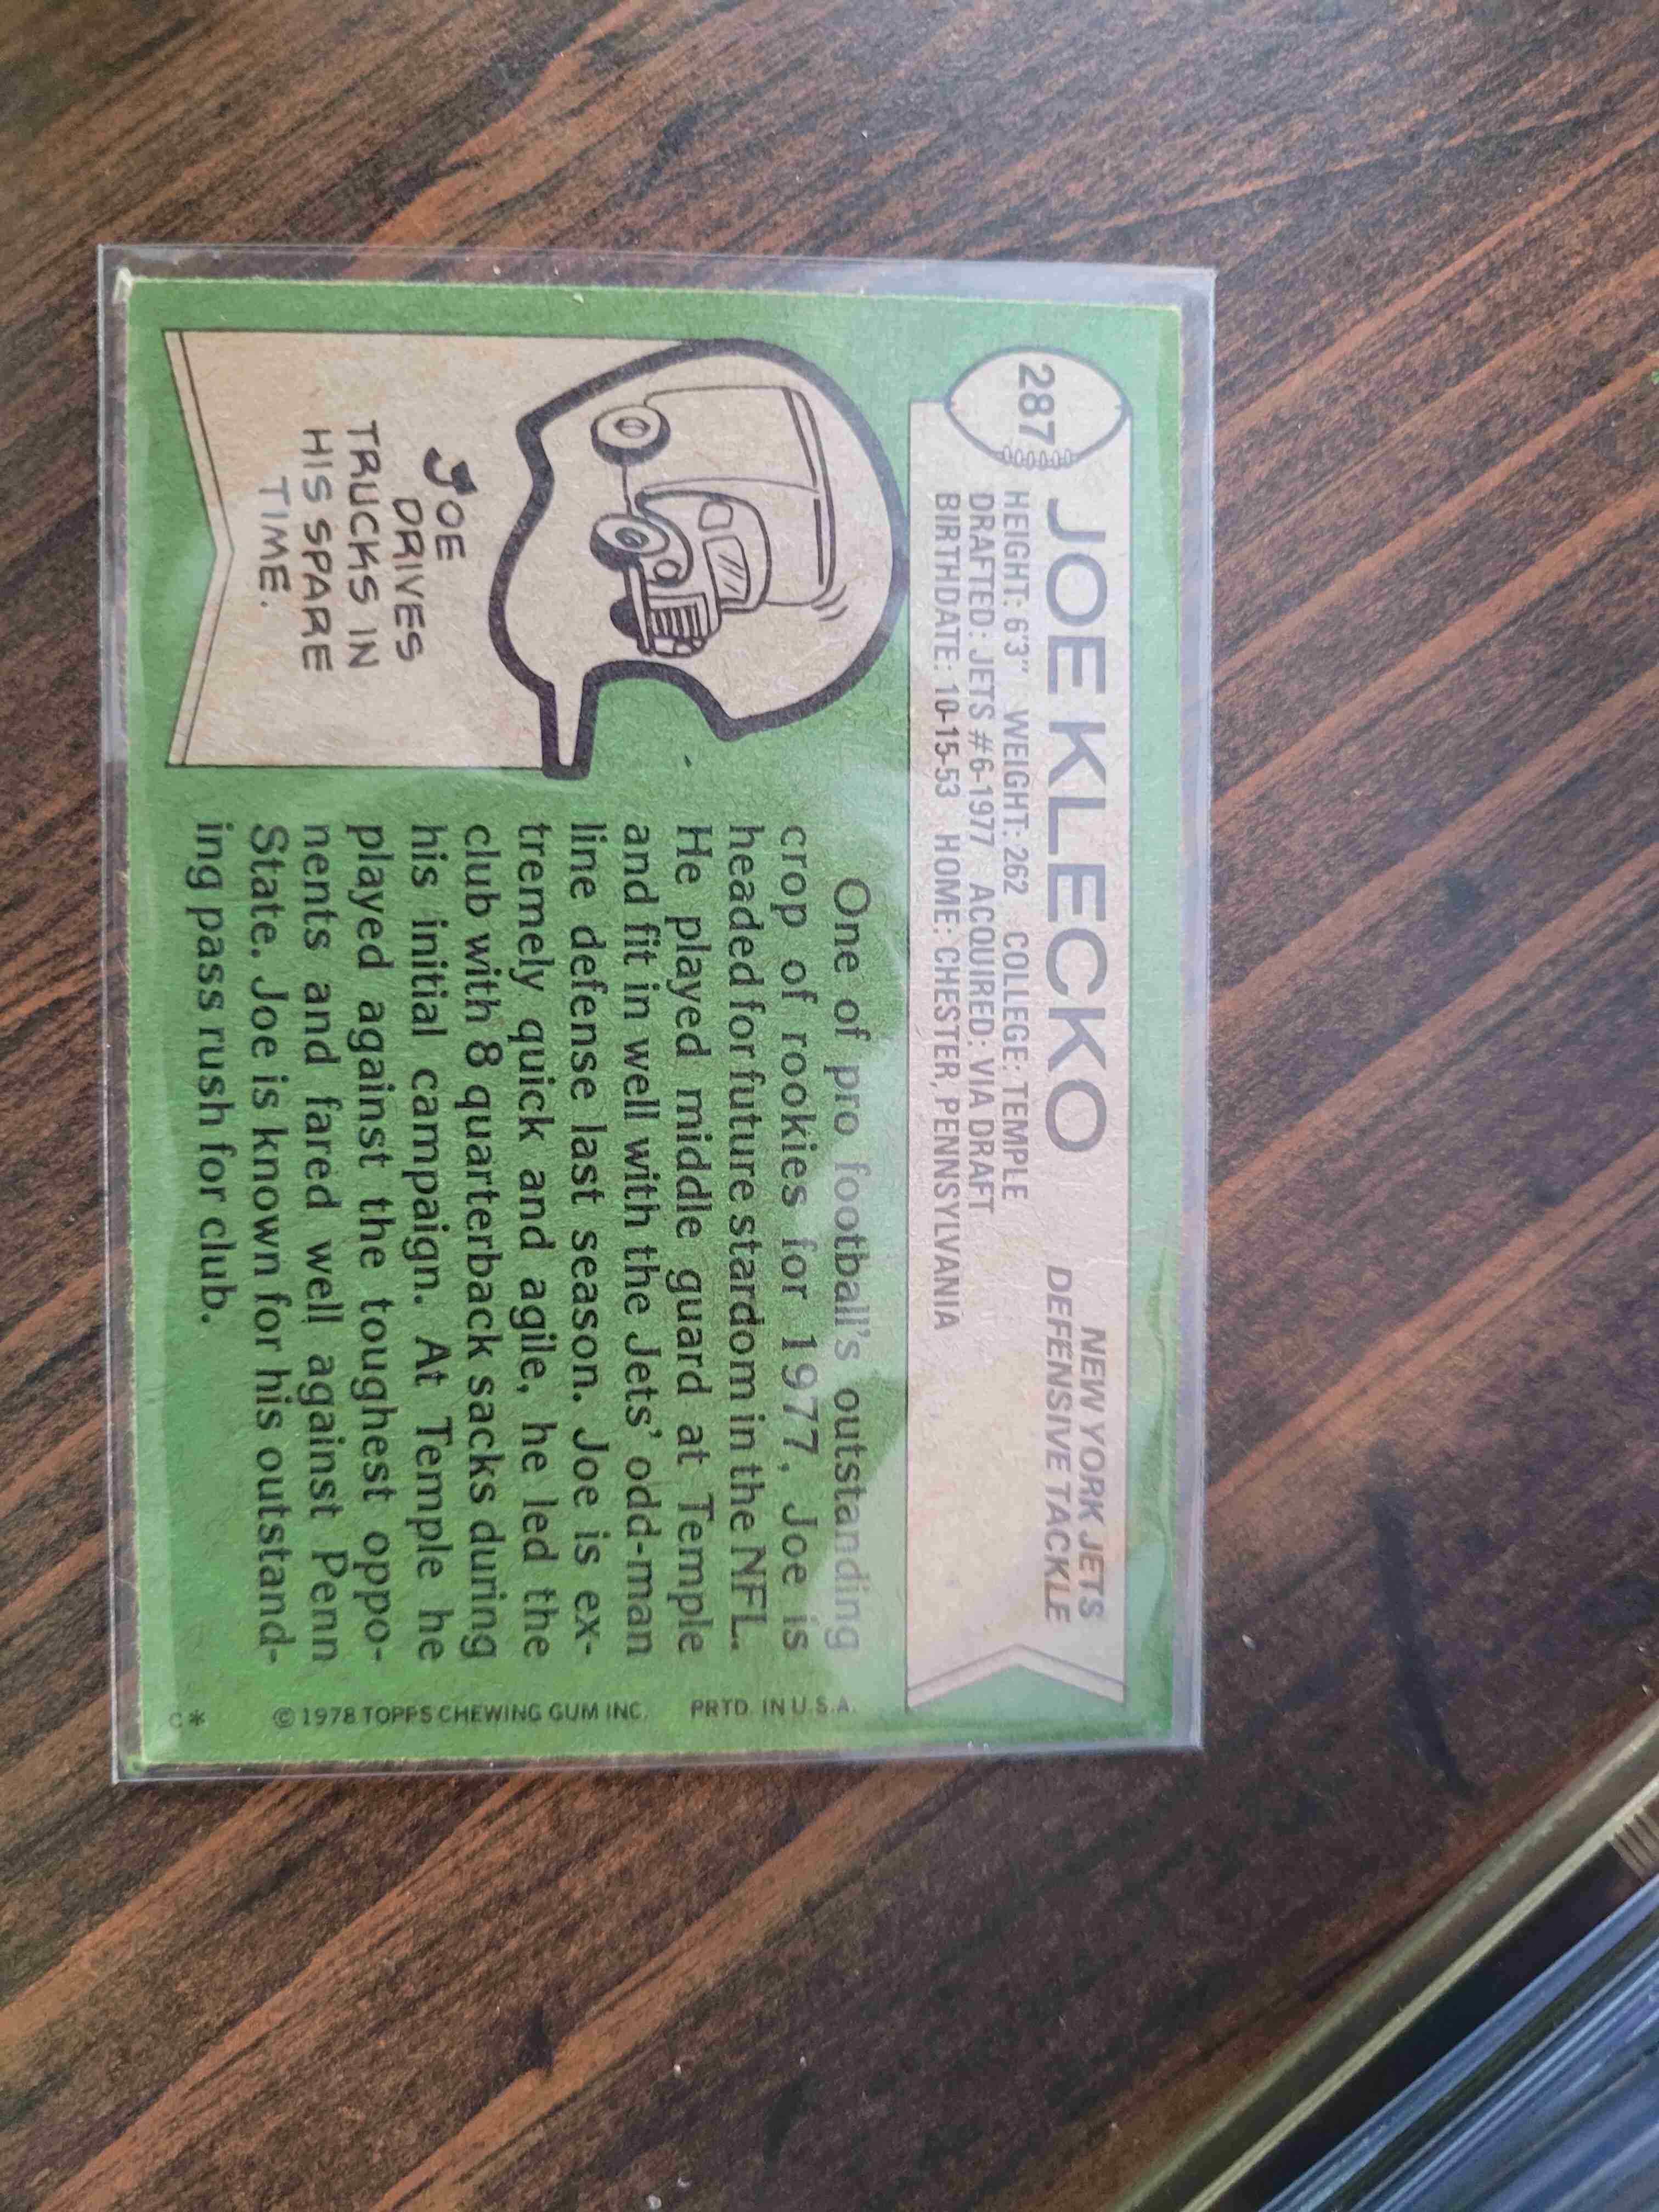 287
JOE KLECKO
NEW YORK JETS
DEFENSIVE TACKLE
HEIGHT: 6'3" WEIGHT: 262 COLLEGE: TEMPLE
DRAFTED: JETS #6-1977 ACQUIRED: VIA DRAFT
BIRTHDATE: 10-15-53 HOME: CHESTER, PENNSYLVANIA
JOE
DRIVES
TRUCKS IN
HIS SPARE
TIME.
One of pro football's outstanding
crop of rookies for 1977, Joe is
headed for future stardom in the NFL.
He played middle guard at Temple
and fit in well with the Jets' odd-man
line defense last season. Joe is ex-
tremely quick and agile, he led the
club with 8 quarterback sacks during
his initial campaign. At Temple he
played against the toughest oppo-
nents and fared well against Penn
State. Joe is known for his outstand-
ing pass rush for club.
© 1978 TOPPS CHEWING GUM INC. PRTD. IN U.S.A.
C*